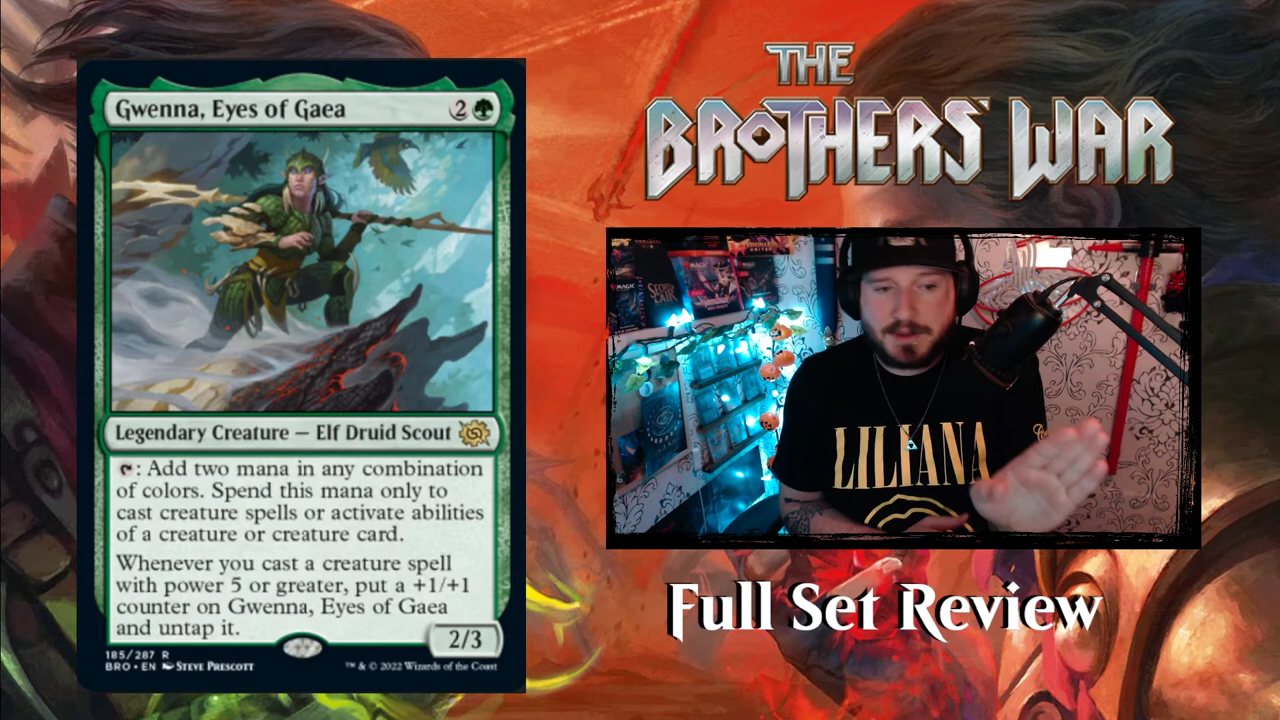 Gwenna, Eyes of Gaea 2
Legendary Creature — Elf Druid Scout
: Add two mana in any combination
of colors. Spend this mana only to
cast creature spells or activate abilities
of a creature or creature card.
Whenever you cast a creature spell
with power 5 or greater, put a +1/+1
counter on Gwenna, Eyes of Gaea
and untap it.
2/3
185/287 R
BRO • EN STEVE PRESCOTT
™ & © 2022 Wizards of the Coast
THE
BROTHERS' WAR
MAGIC
SECRET
LAIR
LILIANA
Full Set Review